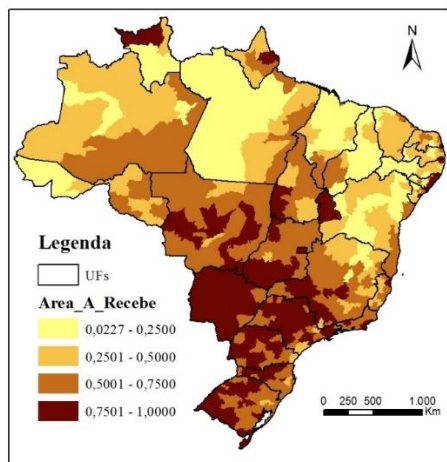 N
Legenda
UFs
Area_A_Recebe
0,0227 - 0,2500
0,2501 - 0,5000
0,5001 - 0,7500
0,7501 - 1,0000
0 250 500 1.000
Km